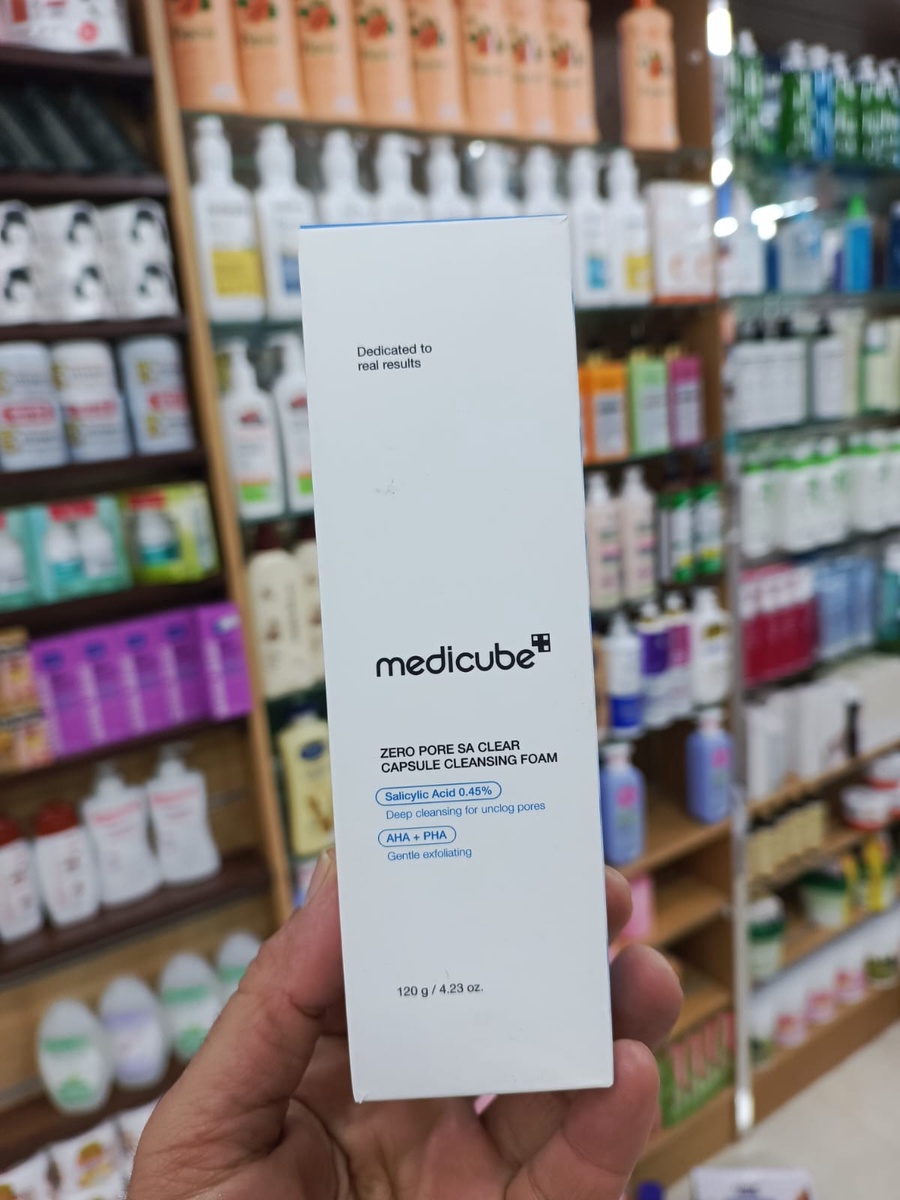 Dedicated to
real results
medicube
ZERO PORE SA CLEAR
CAPSULE CLEANSING FOAM
Salicylic Acid 0.45%
Deep cleansing for unclog pores
AHA + PHA
Gentle exfoliating
120 g / 4.23 oz.